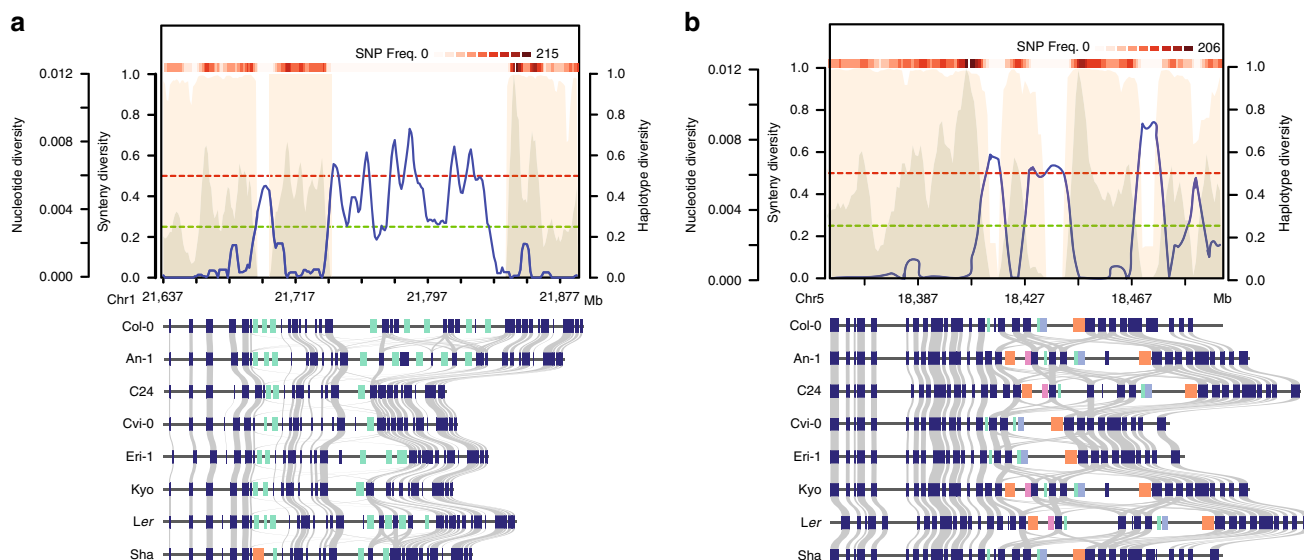 a
SNP Freq. 0 215
Nucleotide diversity
0.012
0.008
0.004
0.000
Synteny diversity
1.0
0.8
0.6
0.4
0.2
0.0
Haplotype diversity
1.0
0.8
0.6
0.4
0.2
0.0
Chr1 21,637 21,717 21,797 21,877 Mb
Col-0
An-1
C24
Cvi-0
Eri-1
Kyo
Ler
Sha
b
SNP Freq. 0 206
Nucleotide diversity
0.012
0.009
0.006
0.003
0.000
Synteny diversity
1.0
0.8
0.6
0.4
0.2
0.0
Haplotype diversity
1.0
0.8
0.6
0.4
0.2
0.0
Chr5 18,387 18,427 18,467 Mb
Col-0
An-1
C24
Cvi-0
Eri-1
Kyo
Ler
Sha